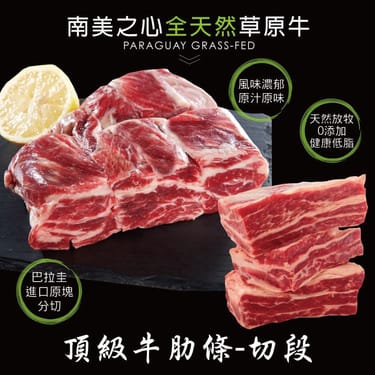 南美之心全天然草原牛
PARAGUAY GRASS-FED
風味濃郁
原汁原味
天然放牧
0添加
健康低脂
巴拉圭
進口原塊
分切
頂級牛肋條-切段